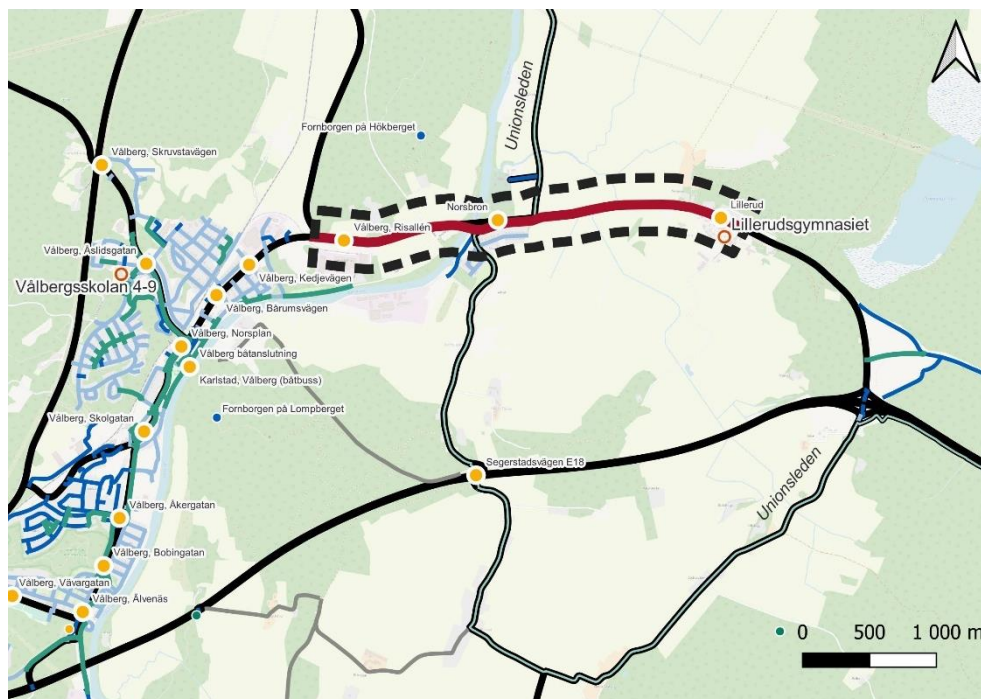 Fornborgen på Hökberget
Unionsleden
Vålberg, Skruvstavägen
Norsbron
Lillerud
Lillerudsgymnasiet
Vålberg, Risallén
Vålberg, Åslidsgatan
Vålbergsskolan 4-9
Vålberg, Kedjevägen
Vålberg, Bärumsvägen
Vålberg, Norsplan
Vålberg båtanslutning
Karlstad, Vålberg (båtbuss)
Fornborgen på Lompberget
Vålberg, Skolgatan
Segerstadsvägen E18
Unionsleden
Vålberg, Åkergatan
Vålberg, Bobingatan
Vålberg, Vävargatan
Vålberg, Älvenäs
0 500 1 000 m